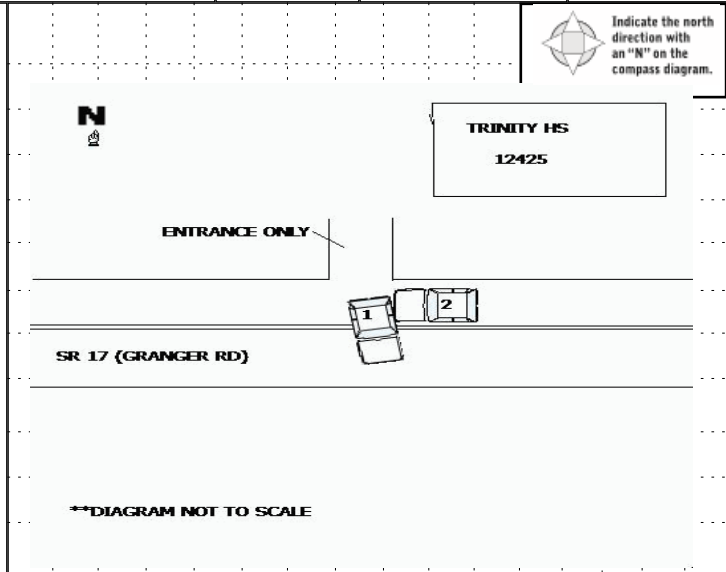 Indicate the north
direction with
an “N” on the
compass diagram.
N
TRINITY HS
12425
ENTRANCE ONLY
1
2
SR 17 (GRANGER RD)
**DIAGRAM NOT TO SCALE